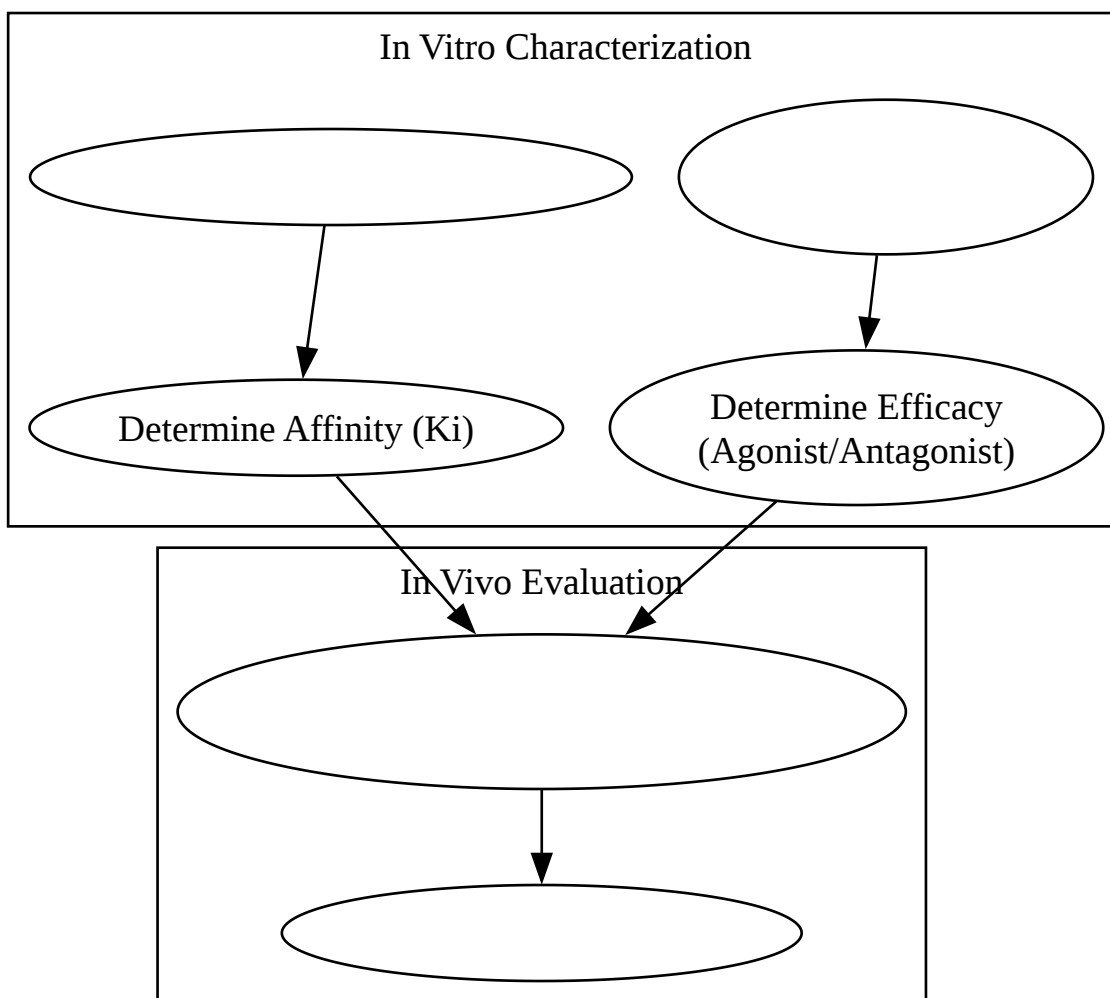 In Vitro Characterization
Determine Affinity (Ki)
Determine Efficacy
(Agonist/Antagonist)
In Vivo Evaluation